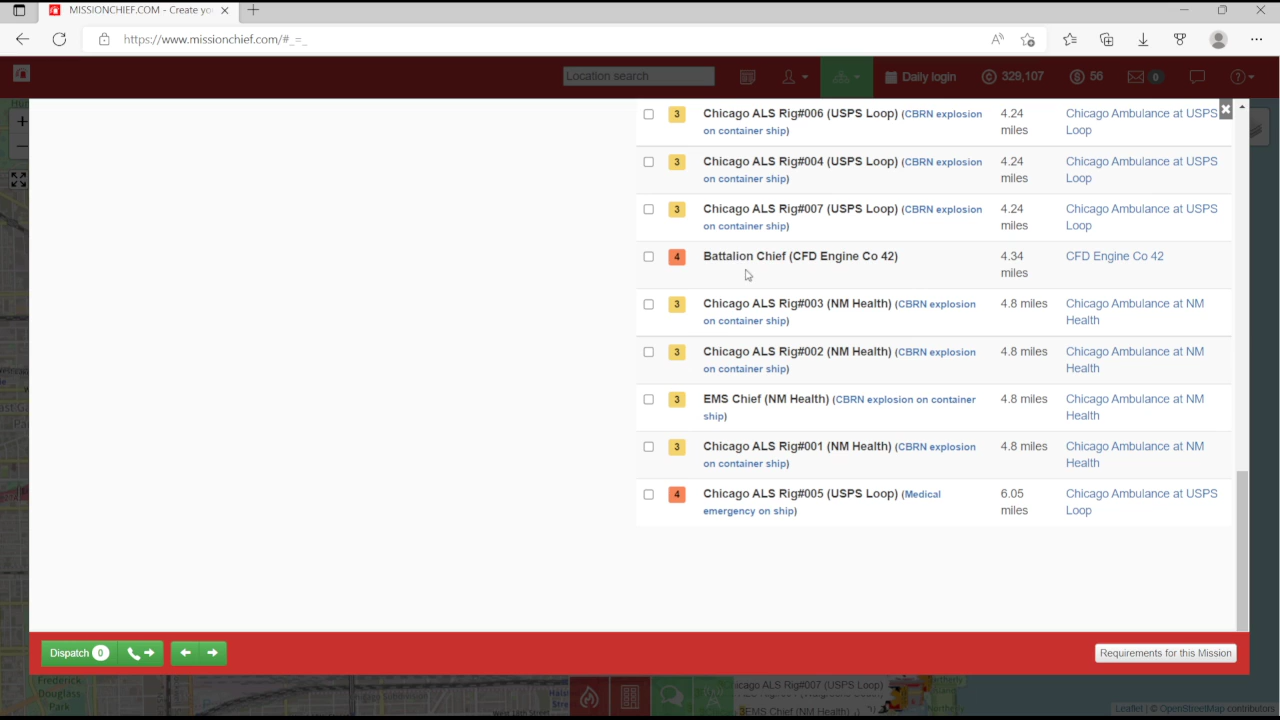 MISSIONCHIEF.COM - Create yo
https://www.missionchief.com/#_=_
Location search
Daily login
329,107
56
0
3 Chicago ALS Rig#006 (USPS Loop) (CBRN explosion on container ship) 4.24 miles Chicago Ambulance at USPS Loop
3 Chicago ALS Rig#004 (USPS Loop) (CBRN explosion on container ship) 4.24 miles Chicago Ambulance at USPS Loop
3 Chicago ALS Rig#007 (USPS Loop) (CBRN explosion on container ship) 4.24 miles Chicago Ambulance at USPS Loop
4 Battalion Chief (CFD Engine Co 42) 4.34 miles CFD Engine Co 42
3 Chicago ALS Rig#003 (NM Health) (CBRN explosion on container ship) 4.8 miles Chicago Ambulance at NM Health
3 Chicago ALS Rig#002 (NM Health) (CBRN explosion on container ship) 4.8 miles Chicago Ambulance at NM Health
3 EMS Chief (NM Health) (CBRN explosion on container ship) 4.8 miles Chicago Ambulance at NM Health
3 Chicago ALS Rig#001 (NM Health) (CBRN explosion on container ship) 4.8 miles Chicago Ambulance at NM Health
4 Chicago ALS Rig#005 (USPS Loop) (Medical emergency on ship) 6.05 miles Chicago Ambulance at USPS Loop
Dispatch 0
Requirements for this Mission
Frederick
Douglass
Park
icago ALS Rig#007 (USPS Loop)
3EMS Chief (NM Health)
Leaflet | © OpenStreetMap contributors